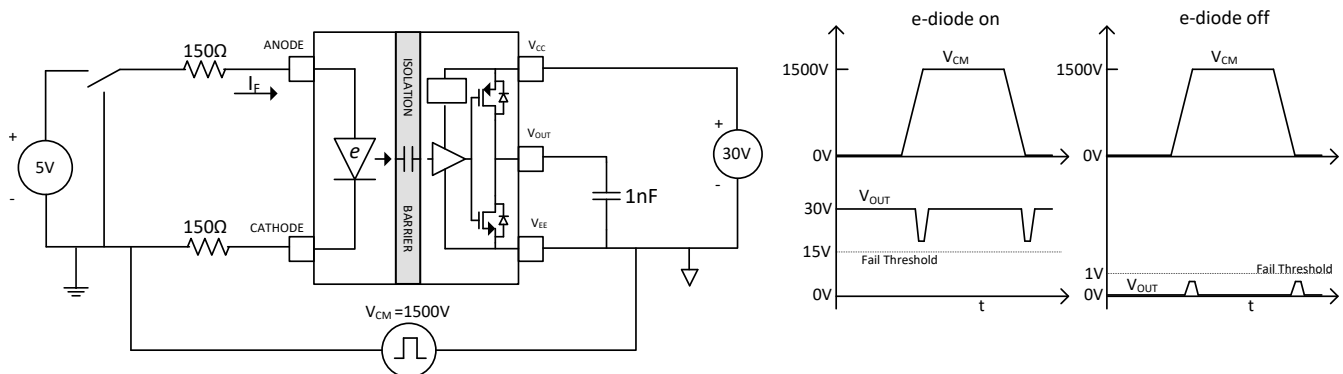 150Ω
I_F
ANODE
V_CC
+
5V
-
e
ISOLATION
BARRIER
V_OUT
1nF
+
30V
-
150Ω
CATHODE
V_EE
V_CM =1500V
e-diode on
1500V
V_CM
0V
V_OUT
30V
15V
Fail Threshold
0V
t
e-diode off
1500V
V_CM
0V
1V
Fail Threshold
V_OUT
0V
t